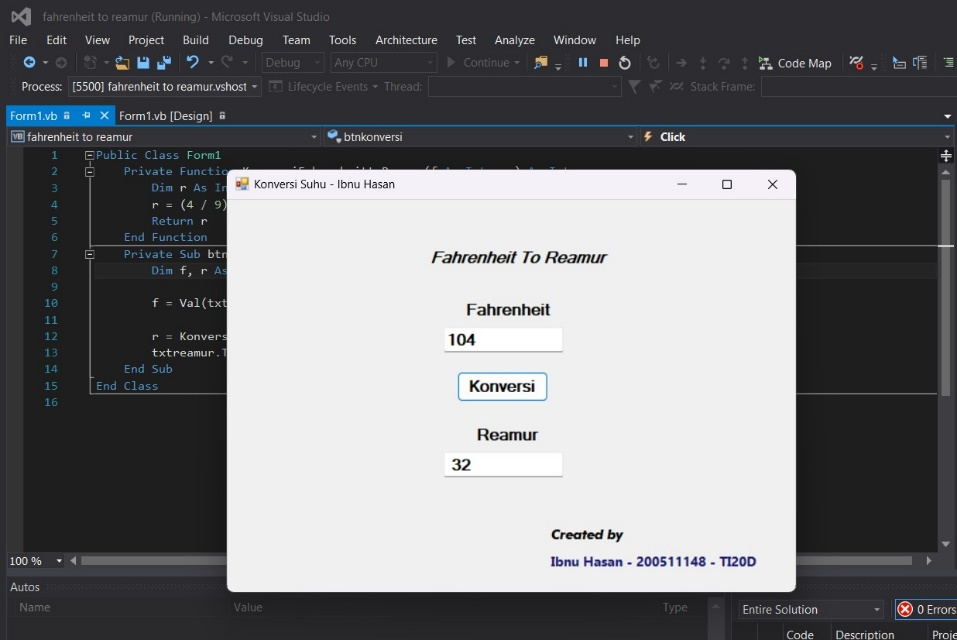 fahrenheit to reamur (Running) - Microsoft Visual Studio
File Edit View Project Build Debug Team Tools Architecture Test Analyze Window Help
Debug Any CPU Continue Code Map
Process: [5500] fahrenheit to reamur.vshost Lifecycle Events Thread: Stack Frame:
Form1.vb Form1.vb [Design]
VB fahrenheit to reamur btnkonversi Click
1 Public Class Form1
2 Private Functio
3 Dim r As In
4 r = (4 / 9)
5 Return r
6 End Function
7 Private Sub btn
8 Dim f, r As
9
10 f = Val(txt
11
12 r = Konvers
13 txtreamur.T
14 End Sub
15 End Class
16
Konversi Suhu - Ibnu Hasan
Fahrenheit To Reamur
Fahrenheit
104
Konversi
Reamur
32
Created by
Ibnu Hasan - 200511148 - TI20D
100 %
Autos
Name Value Type
Entire Solution 0 Errors
Code Description Proje